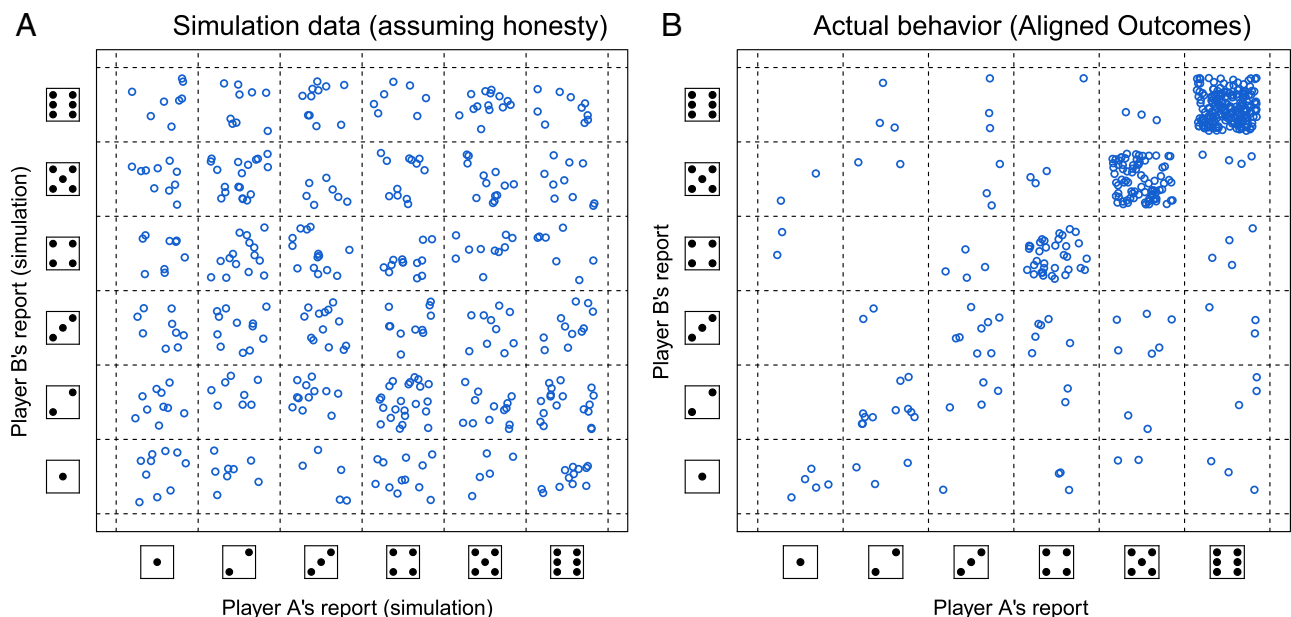 A
Simulation data (assuming honesty)
Player B's report (simulation)
Player A's report (simulation)
B
Actual behavior (Aligned Outcomes)
Player B's report
Player A's report